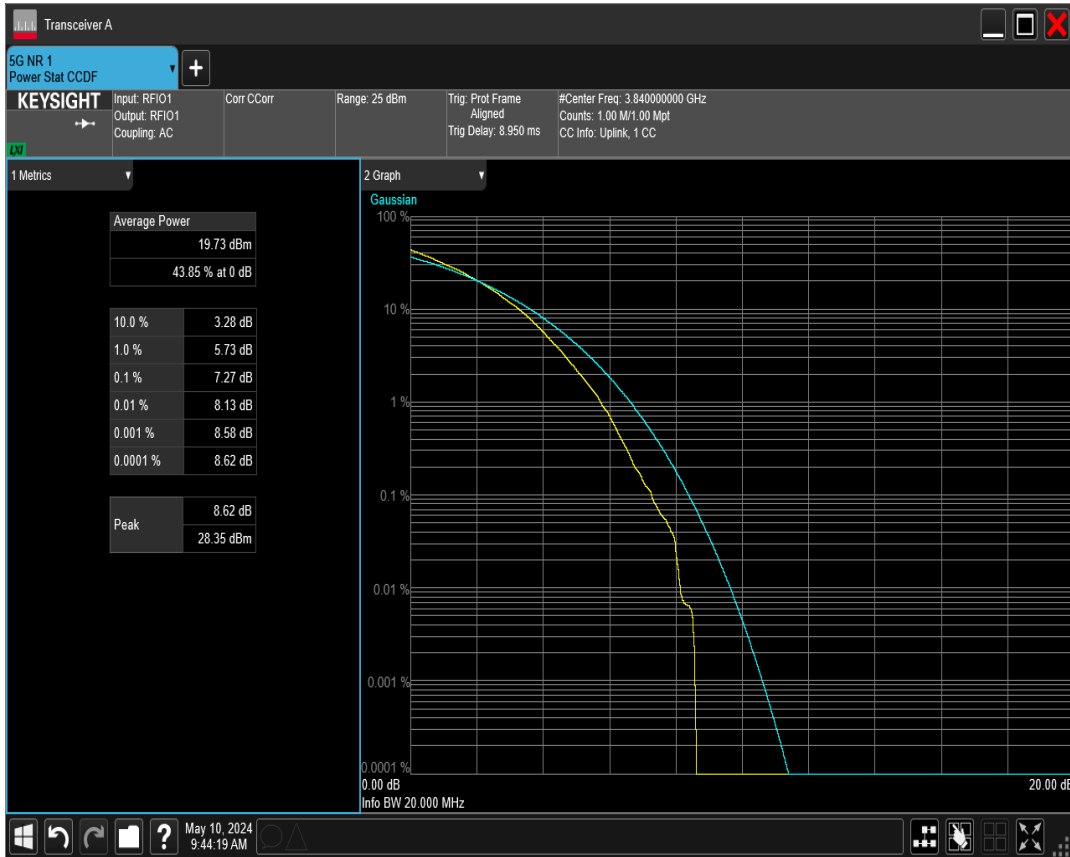 Transceiver A
5G NR 1
Power Stat CCDF
KEYSIGHT
LXI
Input: RFIO1
Output: RFIO1
Coupling: AC
Corr CCorr
Range: 25 dBm
Trig: Prot Frame
Aligned
Trig Delay: 8.950 ms
#Center Freq: 3.840000000 GHz
Counts: 1.00 M/1.00 Mpt
CC Info: Uplink, 1 CC
1 Metrics
Average Power
19.73 dBm
43.85 % at 0 dB
10.0 % 3.28 dB
1.0 % 5.73 dB
0.1 % 7.27 dB
0.01 % 8.13 dB
0.001 % 8.58 dB
0.0001 % 8.62 dB
Peak
8.62 dB
28.35 dBm
2 Graph
Gaussian
100 %
10 %
1 %
0.1 %
0.01 %
0.001 %
0.0001 %
0.00 dB 20.00 dB
Info BW 20.000 MHz
?
May 10, 2024
9:44:19 AM